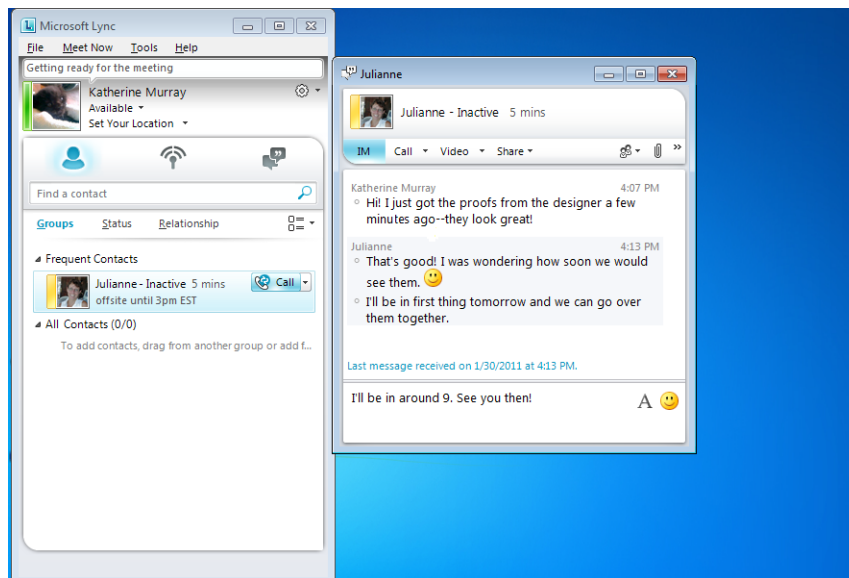 Microsoft Lync
File Meet Now Tools Help
Getting ready for the meeting
Katherine Murray
Available
Set Your Location
Find a contact
Groups Status Relationship
Frequent Contacts
Julianne - Inactive 5 mins
Call
offsite until 3pm EST
All Contacts (0/0)
To add contacts, drag from another group or add f...
Julianne
Julianne - Inactive 5 mins
IM Call Video Share »
Katherine Murray 4:07 PM
Hi! I just got the proofs from the designer a few
minutes ago--they look great!
Julianne 4:13 PM
That's good! I was wondering how soon we would
see them.
I'll be in first thing tomorrow and we can go over
them together.
Last message received on 1/30/2011 at 4:13 PM.
I'll be in around 9. See you then!
A